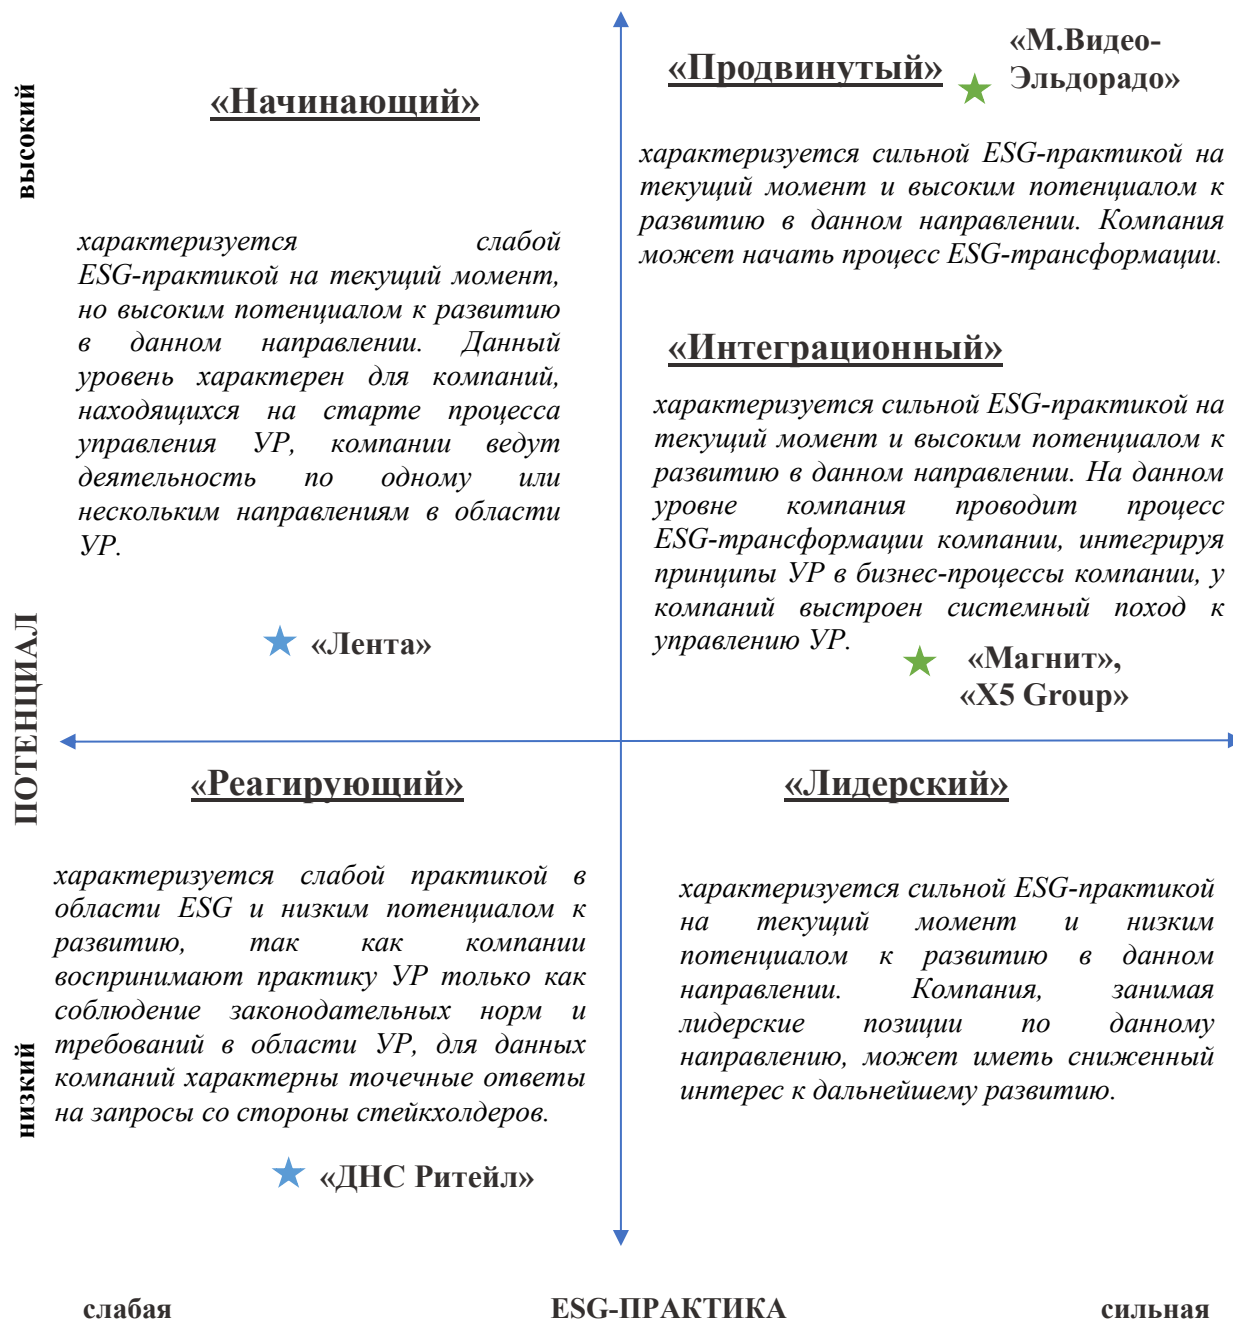 высокий
«Начинающий»
характеризуется слабой
ESG-практикой на текущий момент,
но высоким потенциалом к развитию
в данном направлении. Данный
уровень характерен для компаний,
находящихся на старте процесса
управления УР, компании ведут
деятельность по одному или
нескольким направлениям в области
УР.
«Лента»
«Продвинутый»
«М.Видео-
Эльдорадо»
характеризуется сильной ESG-практикой на
текущий момент и высоким потенциалом к
развитию в данном направлении. Компания
может начать процесс ESG-трансформации.
«Интеграционный»
характеризуется сильной ESG-практикой на
текущий момент и высоким потенциалом к
развитию в данном направлении. На данном
уровне компания проводит процесс
ESG-трансформации компании, интегрируя
принципы УР в бизнес-процессы компании, у
компаний выстроен системный поход к
управлению УР.
«Магнит»,
«X5 Group»
ПОТЕНЦИАЛ
«Реагирующий»
характеризуется слабой практикой в
области ESG и низким потенциалом к
развитию, так как компании
воспринимают практику УР только как
соблюдение законодательных норм и
требований в области УР, для данных
компаний характерны точечные ответы
на запросы со стороны стейкхолдеров.
«ДНС Ритейл»
«Лидерский»
характеризуется сильной ESG-практикой
на текущий момент и низким
потенциалом к развитию в данном
направлении. Компания, занимая
лидерские позиции по данному
направлению, может иметь сниженный
интерес к дальнейшему развитию.
низкий
слабая
ESG-ПРАКТИКА
сильная